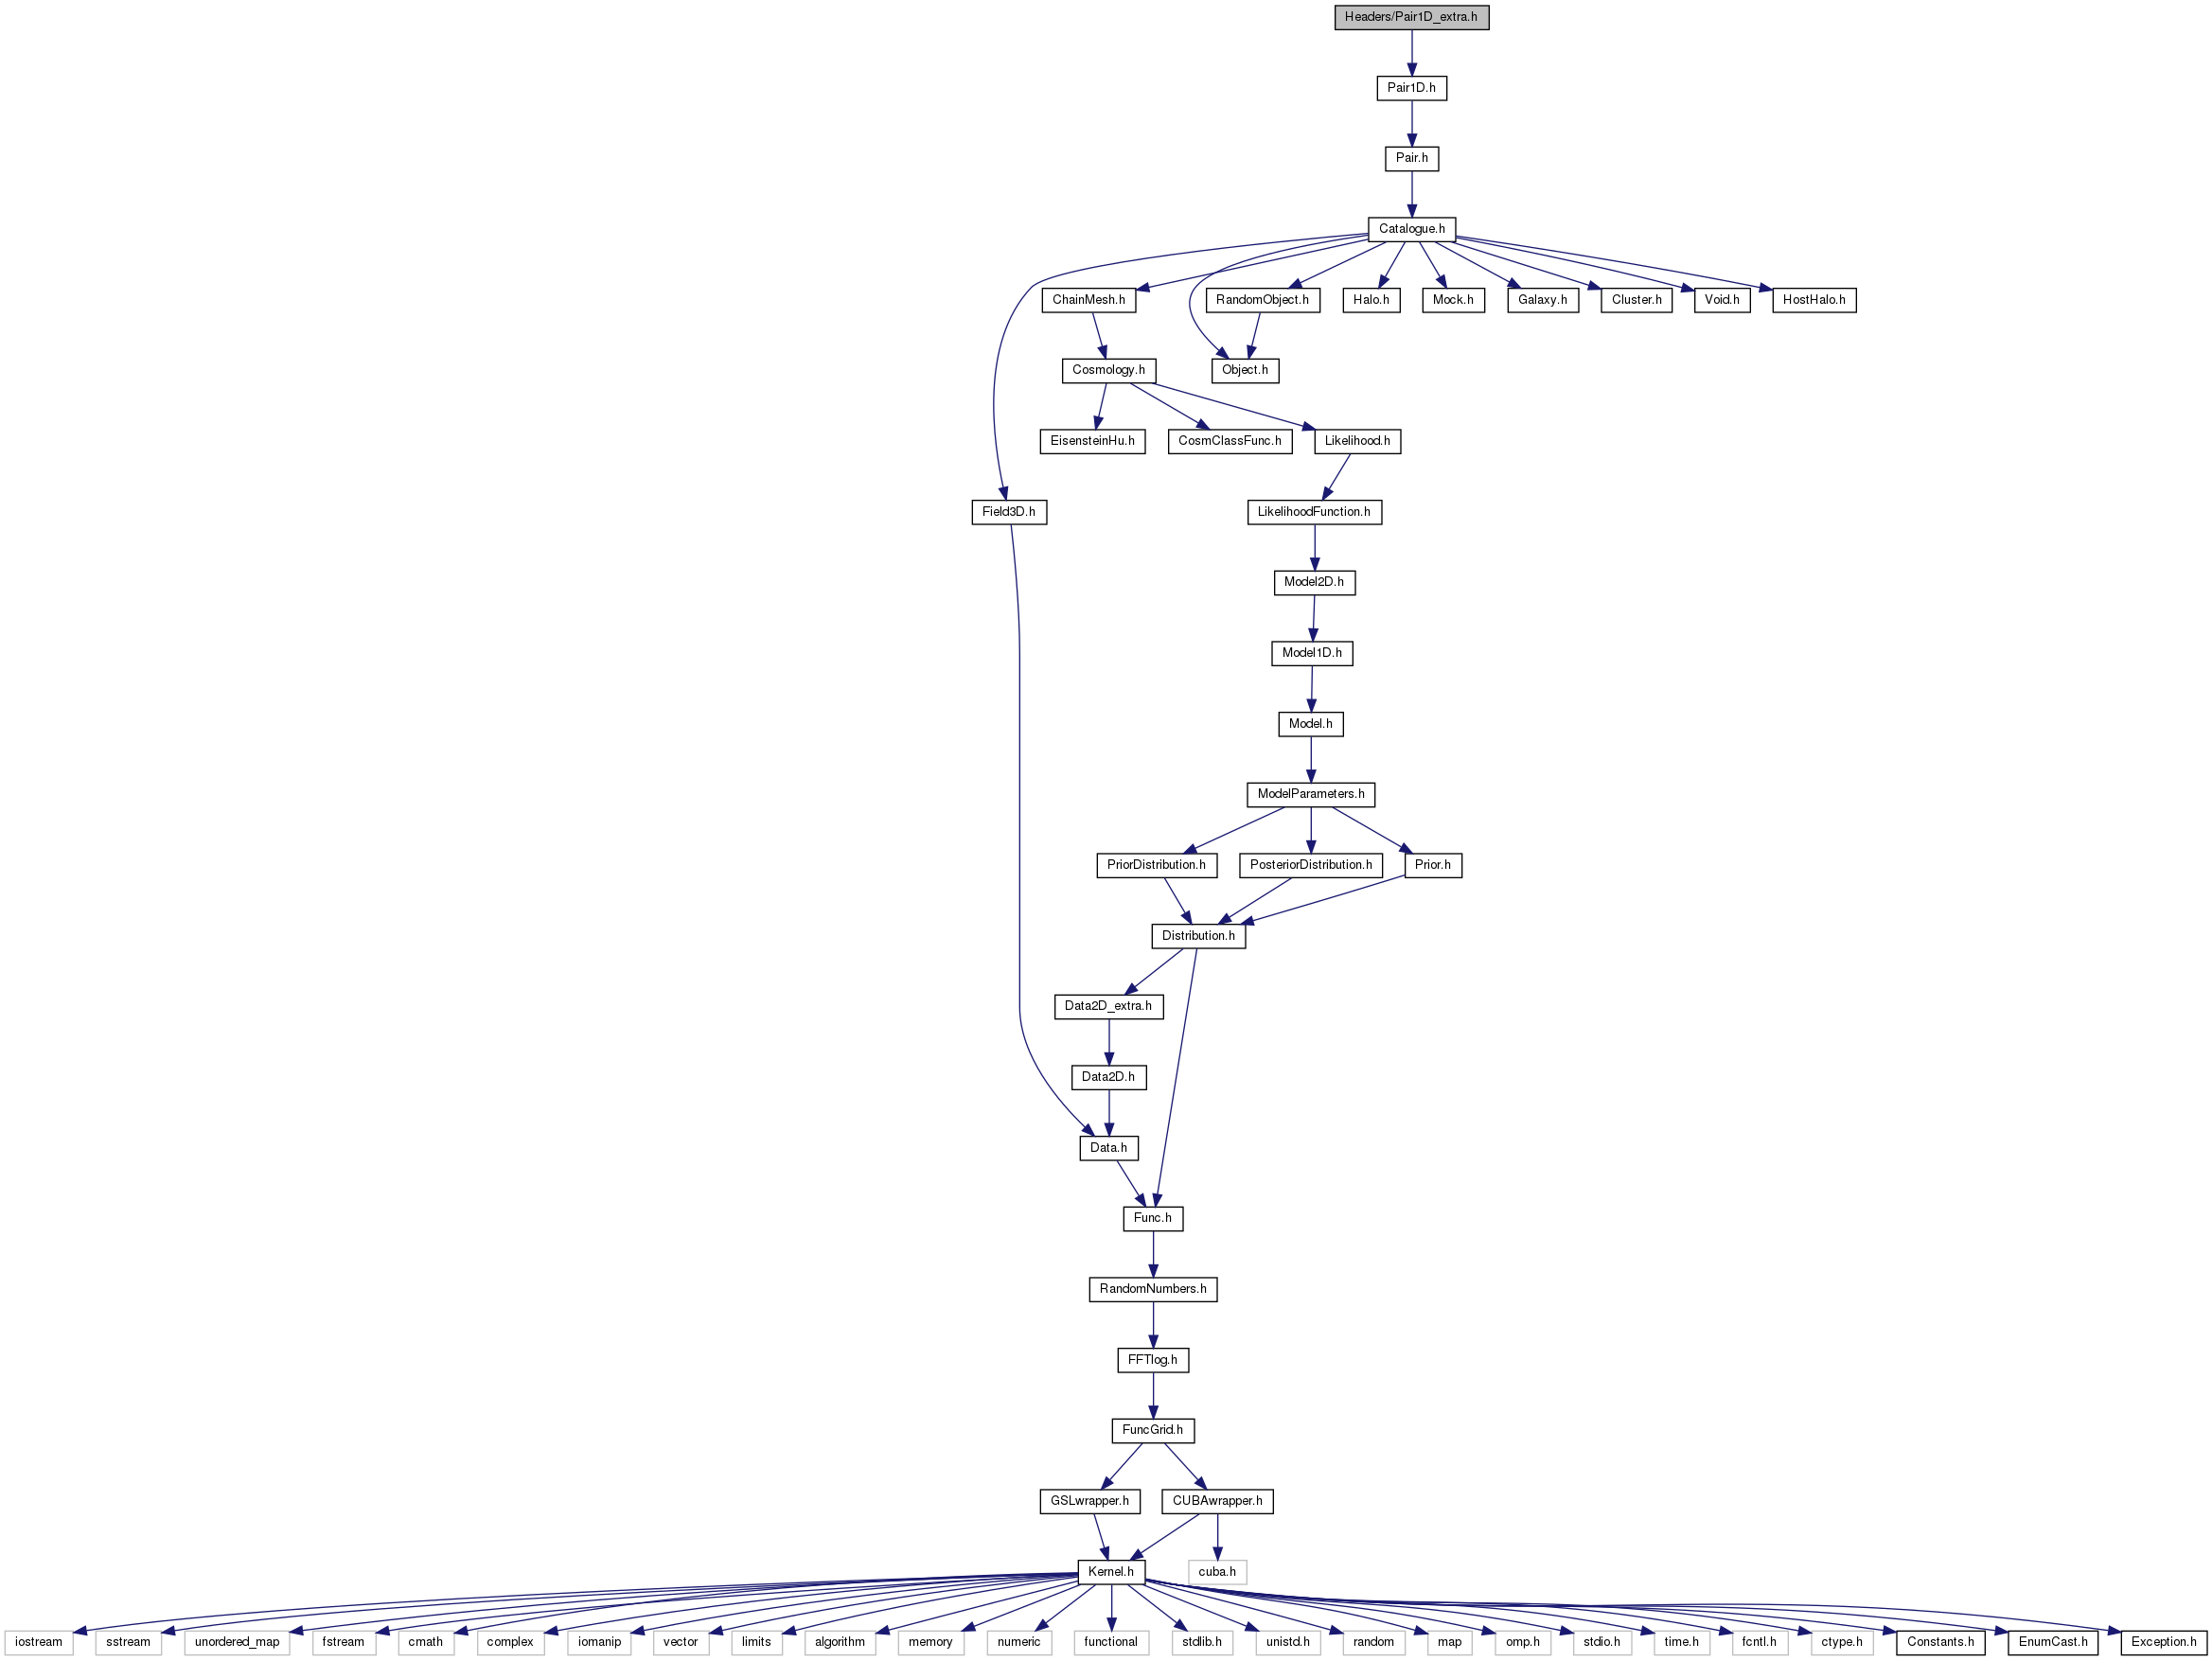 Headers/Pair1D_extra.h
Pair1D.h
Pair.h
Catalogue.h
ChainMesh.h
RandomObject.h
Halo.h
Mock.h
Galaxy.h
Cluster.h
Void.h
HostHalo.h
Cosmology.h
Object.h
EisensteinHu.h
CosmClassFunc.h
Likelihood.h
Field3D.h
LikelihoodFunction.h
Model2D.h
Model1D.h
Model.h
ModelParameters.h
PriorDistribution.h
PosteriorDistribution.h
Prior.h
Distribution.h
Data2D_extra.h
Data2D.h
Data.h
Func.h
RandomNumbers.h
FFTlog.h
FuncGrid.h
GSLwrapper.h
CUBAwrapper.h
Kernel.h
cuba.h
iostream
sstream
unordered_map
fstream
cmath
complex
iomanip
vector
limits
algorithm
memory
numeric
functional
stdlib.h
unistd.h
random
map
omp.h
stdio.h
time.h
fcntl.h
ctype.h
Constants.h
EnumCast.h
Exception.h